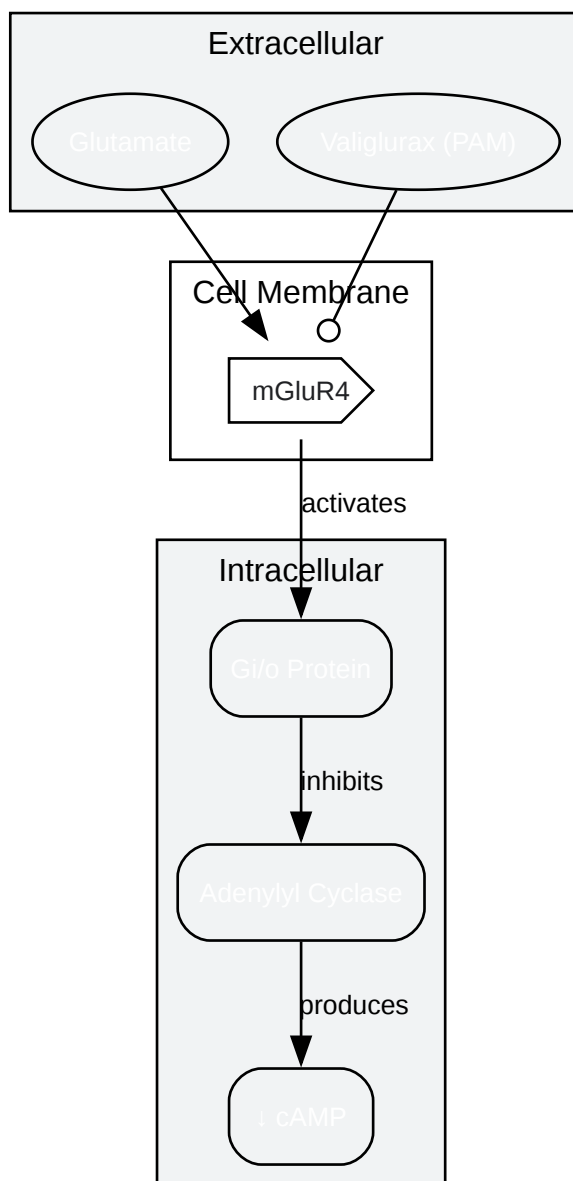 Extracellular
Glutamate
Valiglurax (PAM)
Cell Membrane
mGluR4
activates
Intracellular
Gi/o Protein
inhibits
Adenylyl Cyclase
produces
↓ cAMP